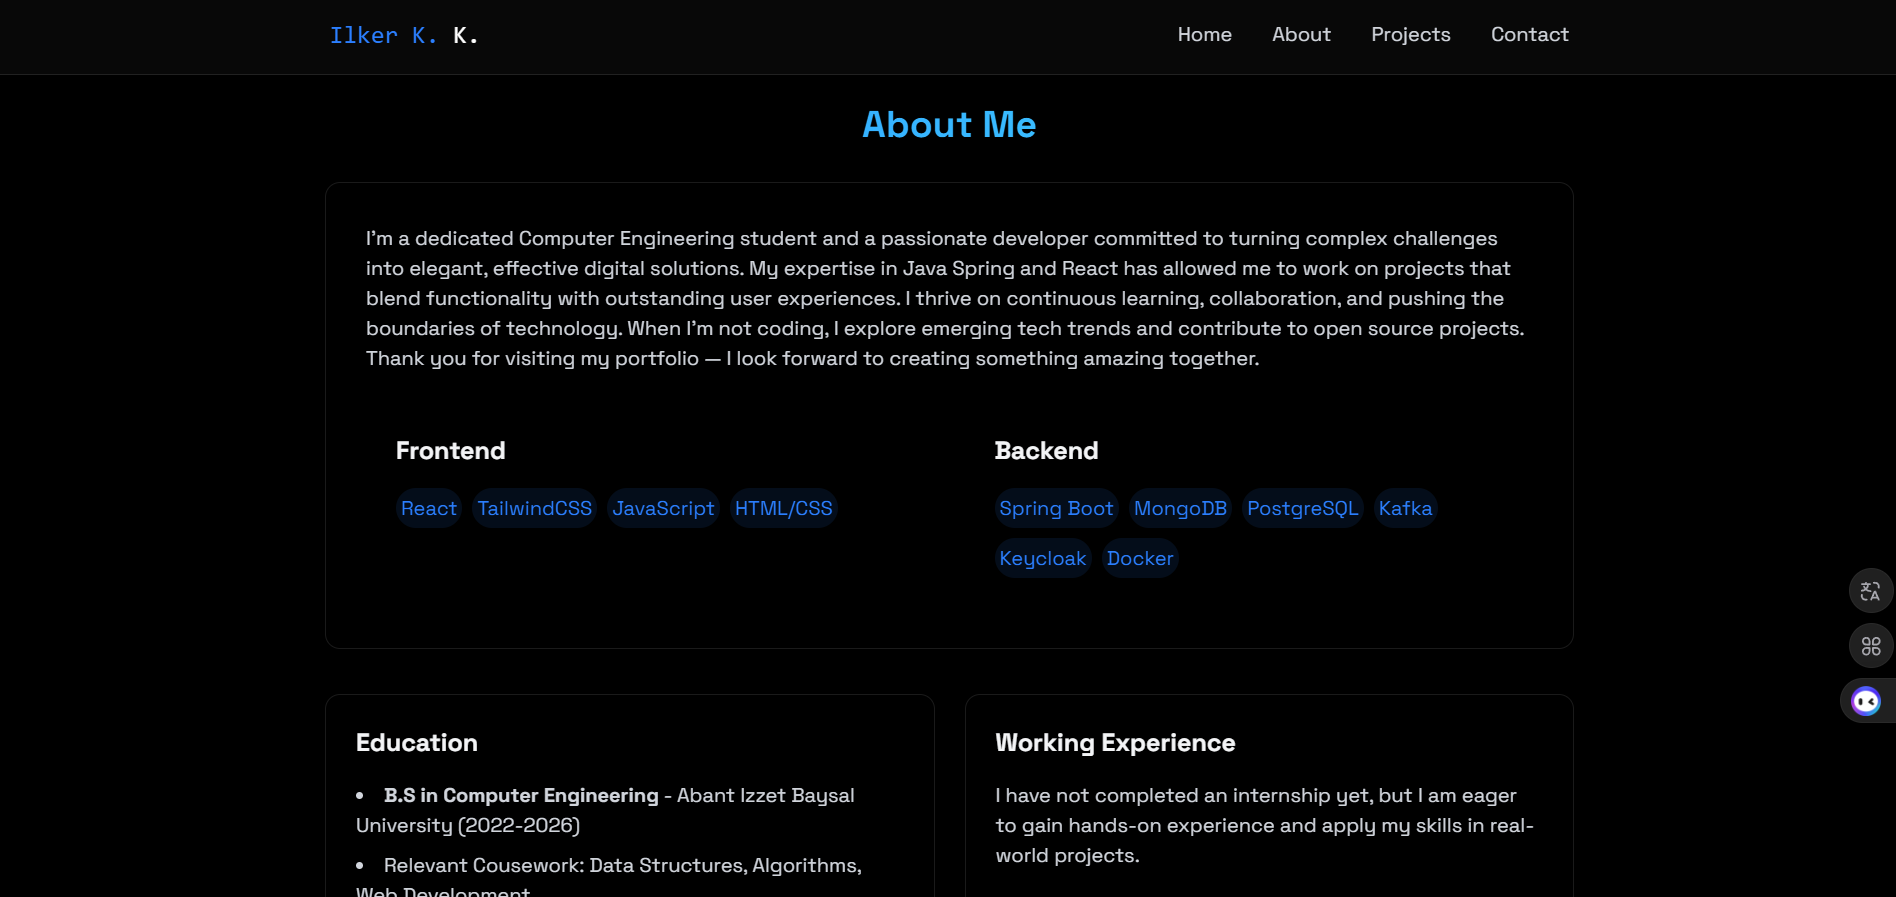 Ilker K. K.
Home About Projects Contact
About Me
I'm a dedicated Computer Engineering student and a passionate developer committed to turning complex challenges
into elegant, effective digital solutions. My expertise in Java Spring and React has allowed me to work on projects that
blend functionality with outstanding user experiences. I thrive on continuous learning, collaboration, and pushing the
boundaries of technology. When I'm not coding, I explore emerging tech trends and contribute to open source projects.
Thank you for visiting my portfolio — I look forward to creating something amazing together.
Frontend
React TailwindCSS JavaScript HTML/CSS
Backend
Spring Boot MongoDB PostgreSQL Kafka
Keycloak Docker
Education
• B.S in Computer Engineering - Abant Izzet Baysal
University (2022-2026)
• Relevant Cousework: Data Structures, Algorithms,
Web Development
Working Experience
I have not completed an internship yet, but I am eager
to gain hands-on experience and apply my skills in real-
world projects.